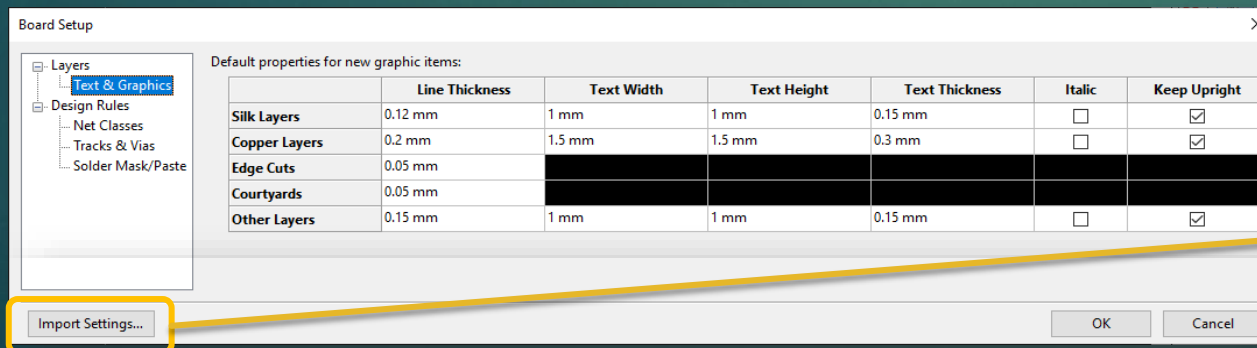 Board Setup
Layers
Text & Graphics
Design Rules
Net Classes
Tracks & Vias
Solder Mask/Paste
Default properties for new graphic items:
Line Thickness Text Width Text Height Text Thickness Italic Keep Upright
Silk Layers 0.12 mm 1 mm 1 mm 0.15 mm
Copper Layers 0.2 mm 1.5 mm 1.5 mm 0.3 mm
Edge Cuts 0.05 mm
Courtyards 0.05 mm
Other Layers 0.15 mm 1 mm 1 mm 0.15 mm
Import Settings... OK Cancel